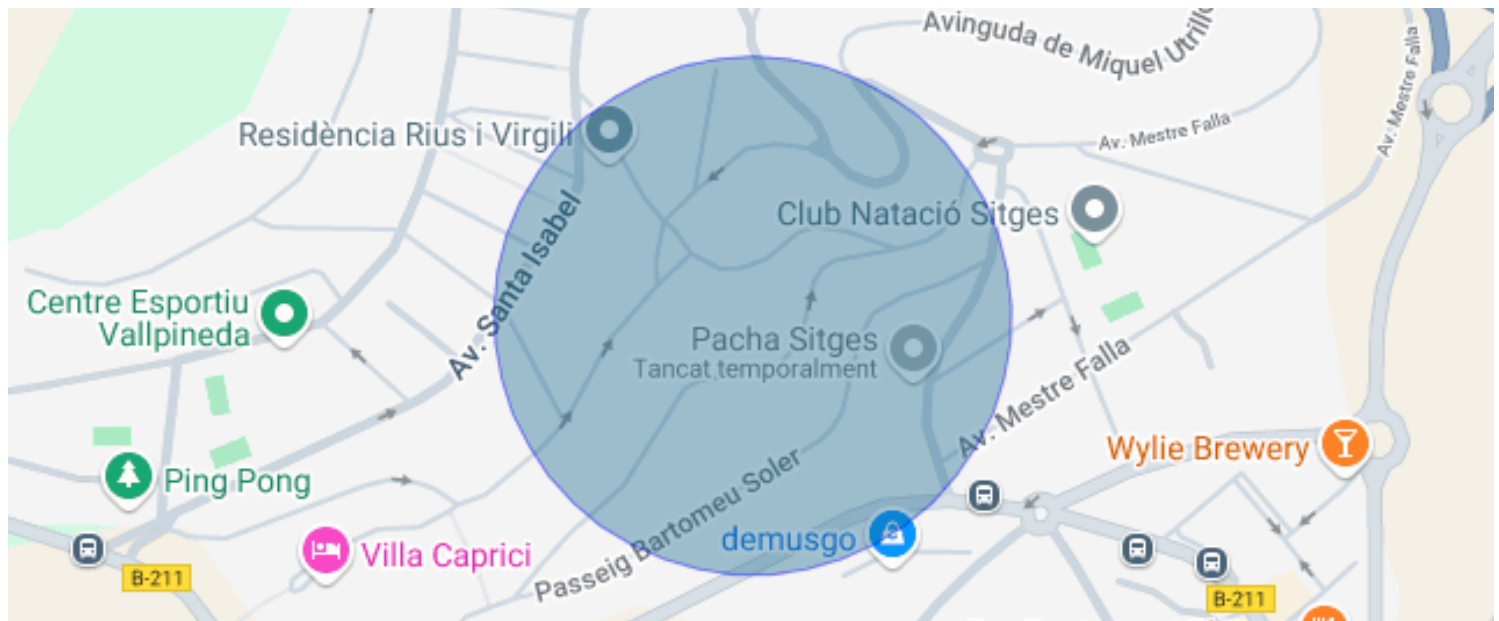 Avinguda de Miquel Utrillo
Av. Mestre Falla
Residència Rius i Virgili
Av. Mestre Falla
Club Natació Sitges
Av. Santa Isabel
Centre Esportiu
Vallpineda
Pacha Sitges
Tancat temporalment
Av. Mestre Falla
Wylie Brewery
Ping Pong
Passeig Bartomeu Soler
demusgo
Villa Caprici
B-211
B-211